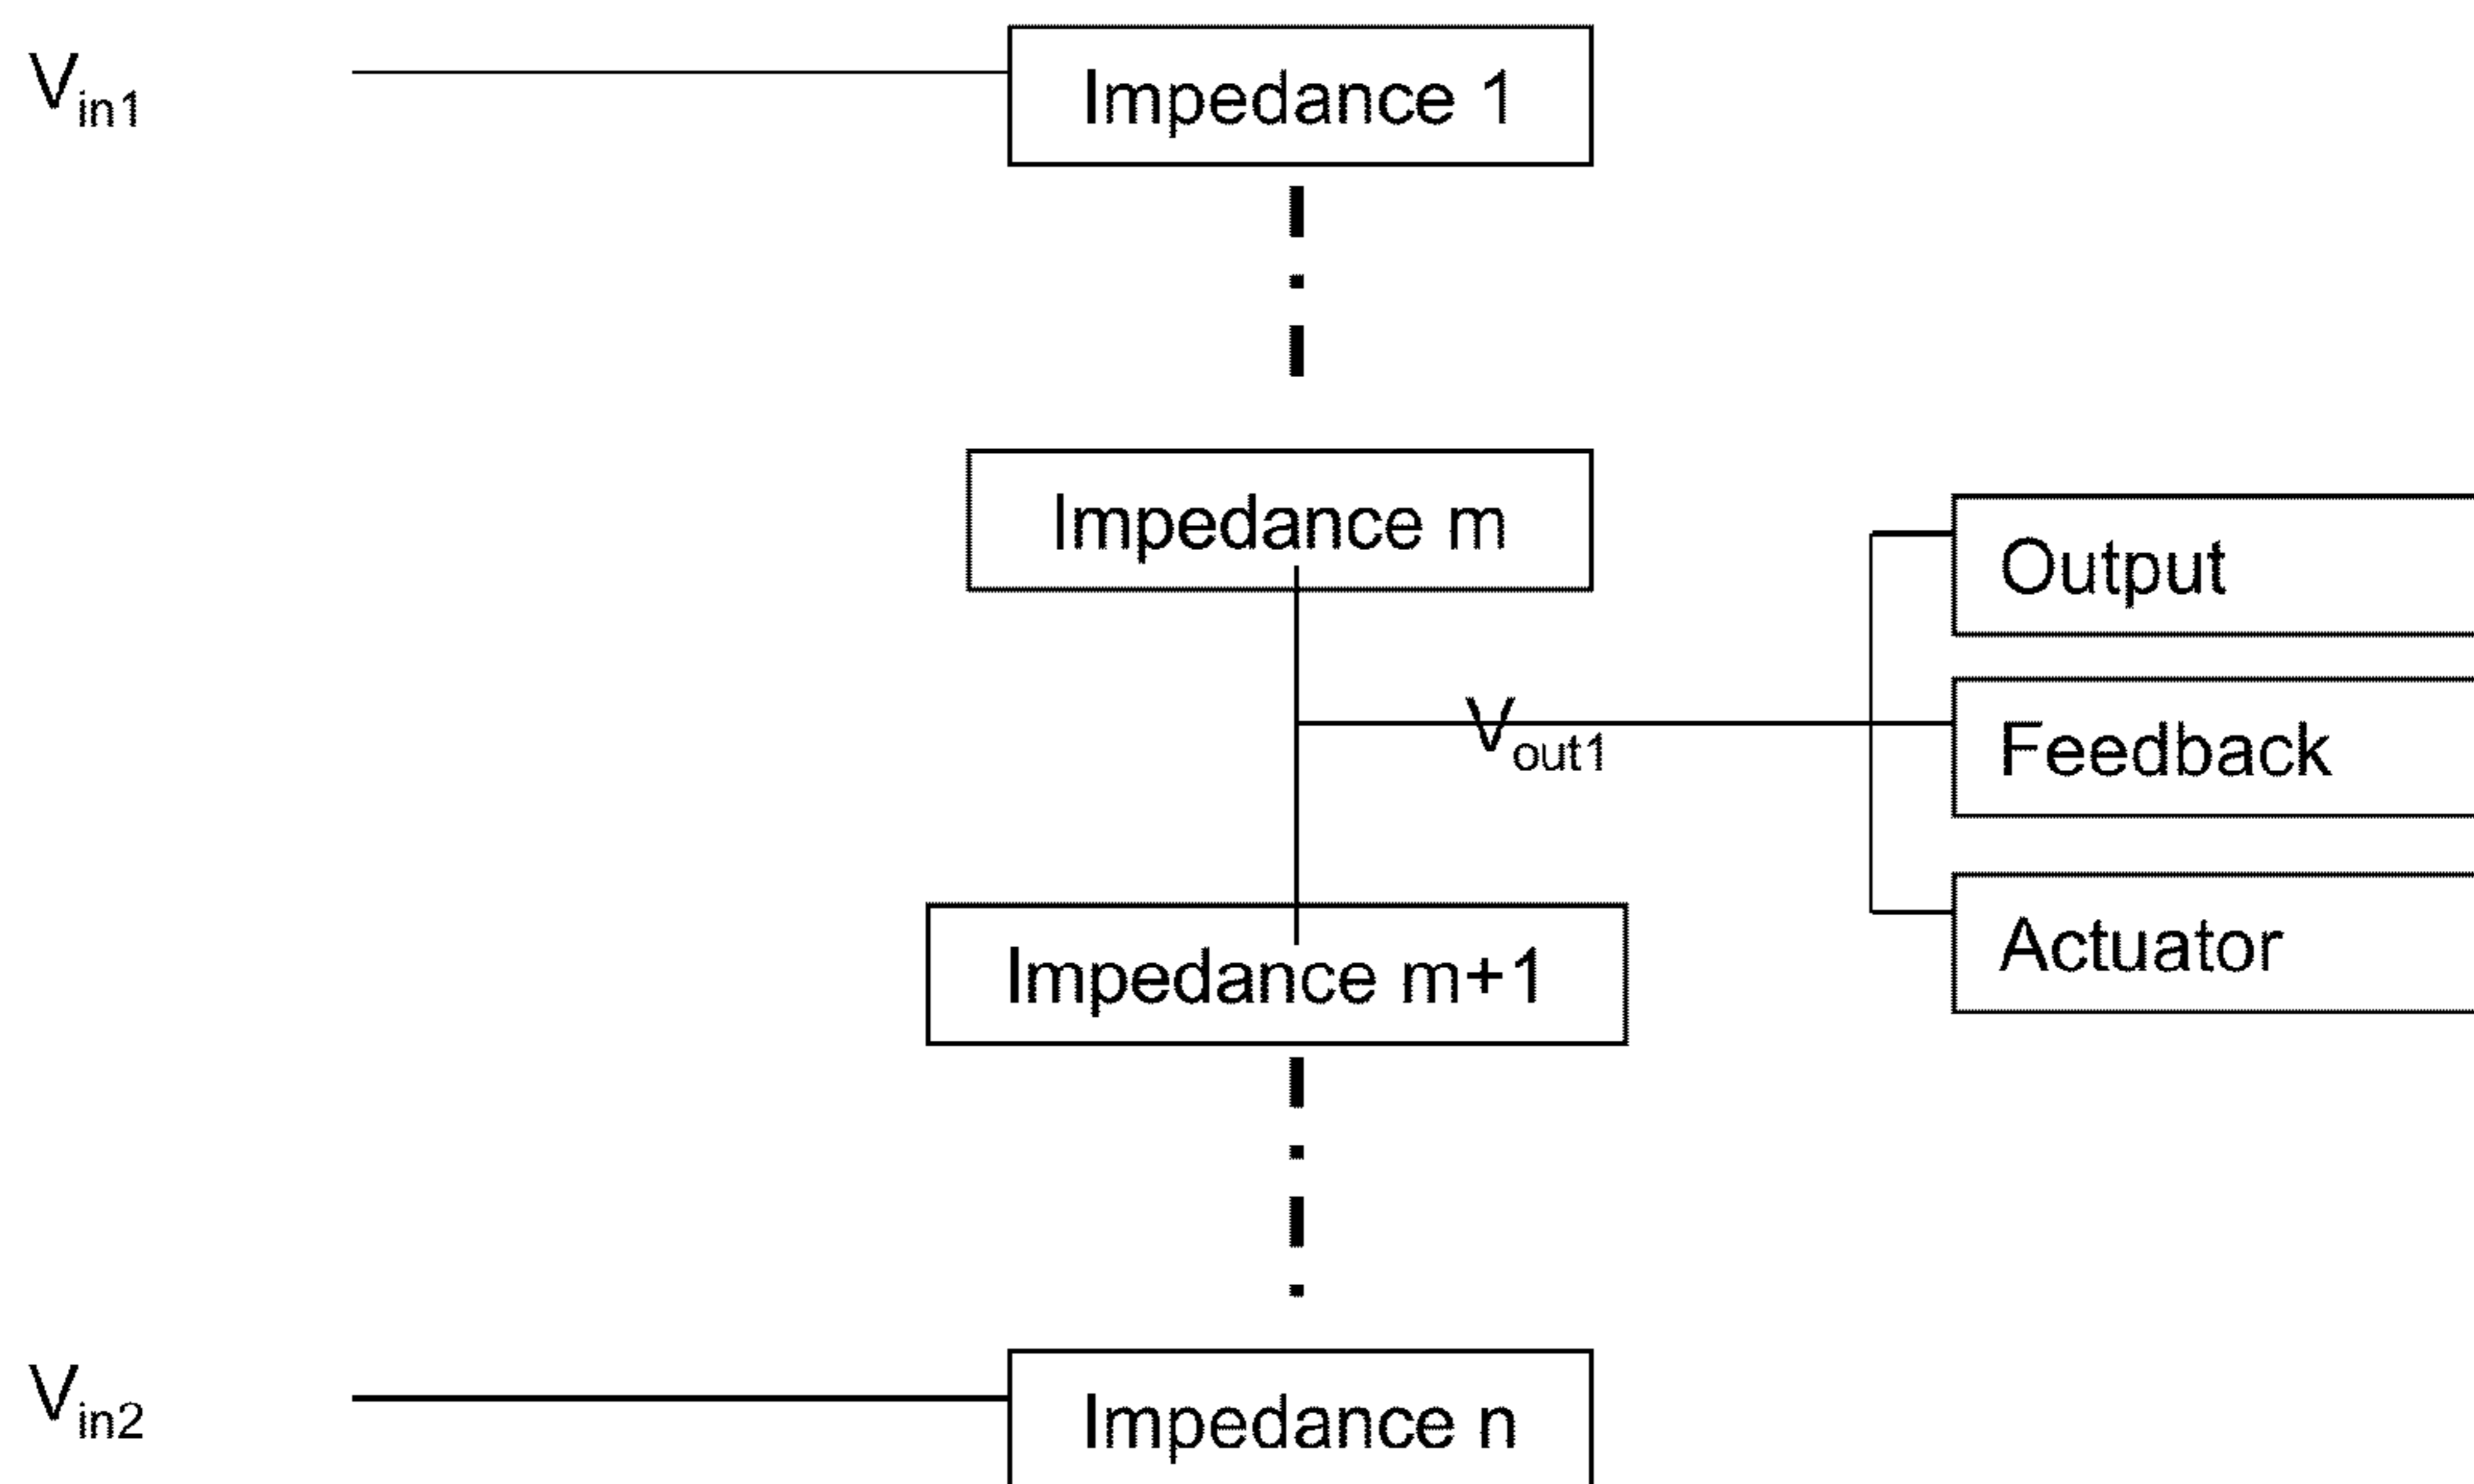 Vin1
Impedance 1
Impedance m
Output
Vout1
Feedback
Impedance m+1
Actuator
Vin2
Impedance n